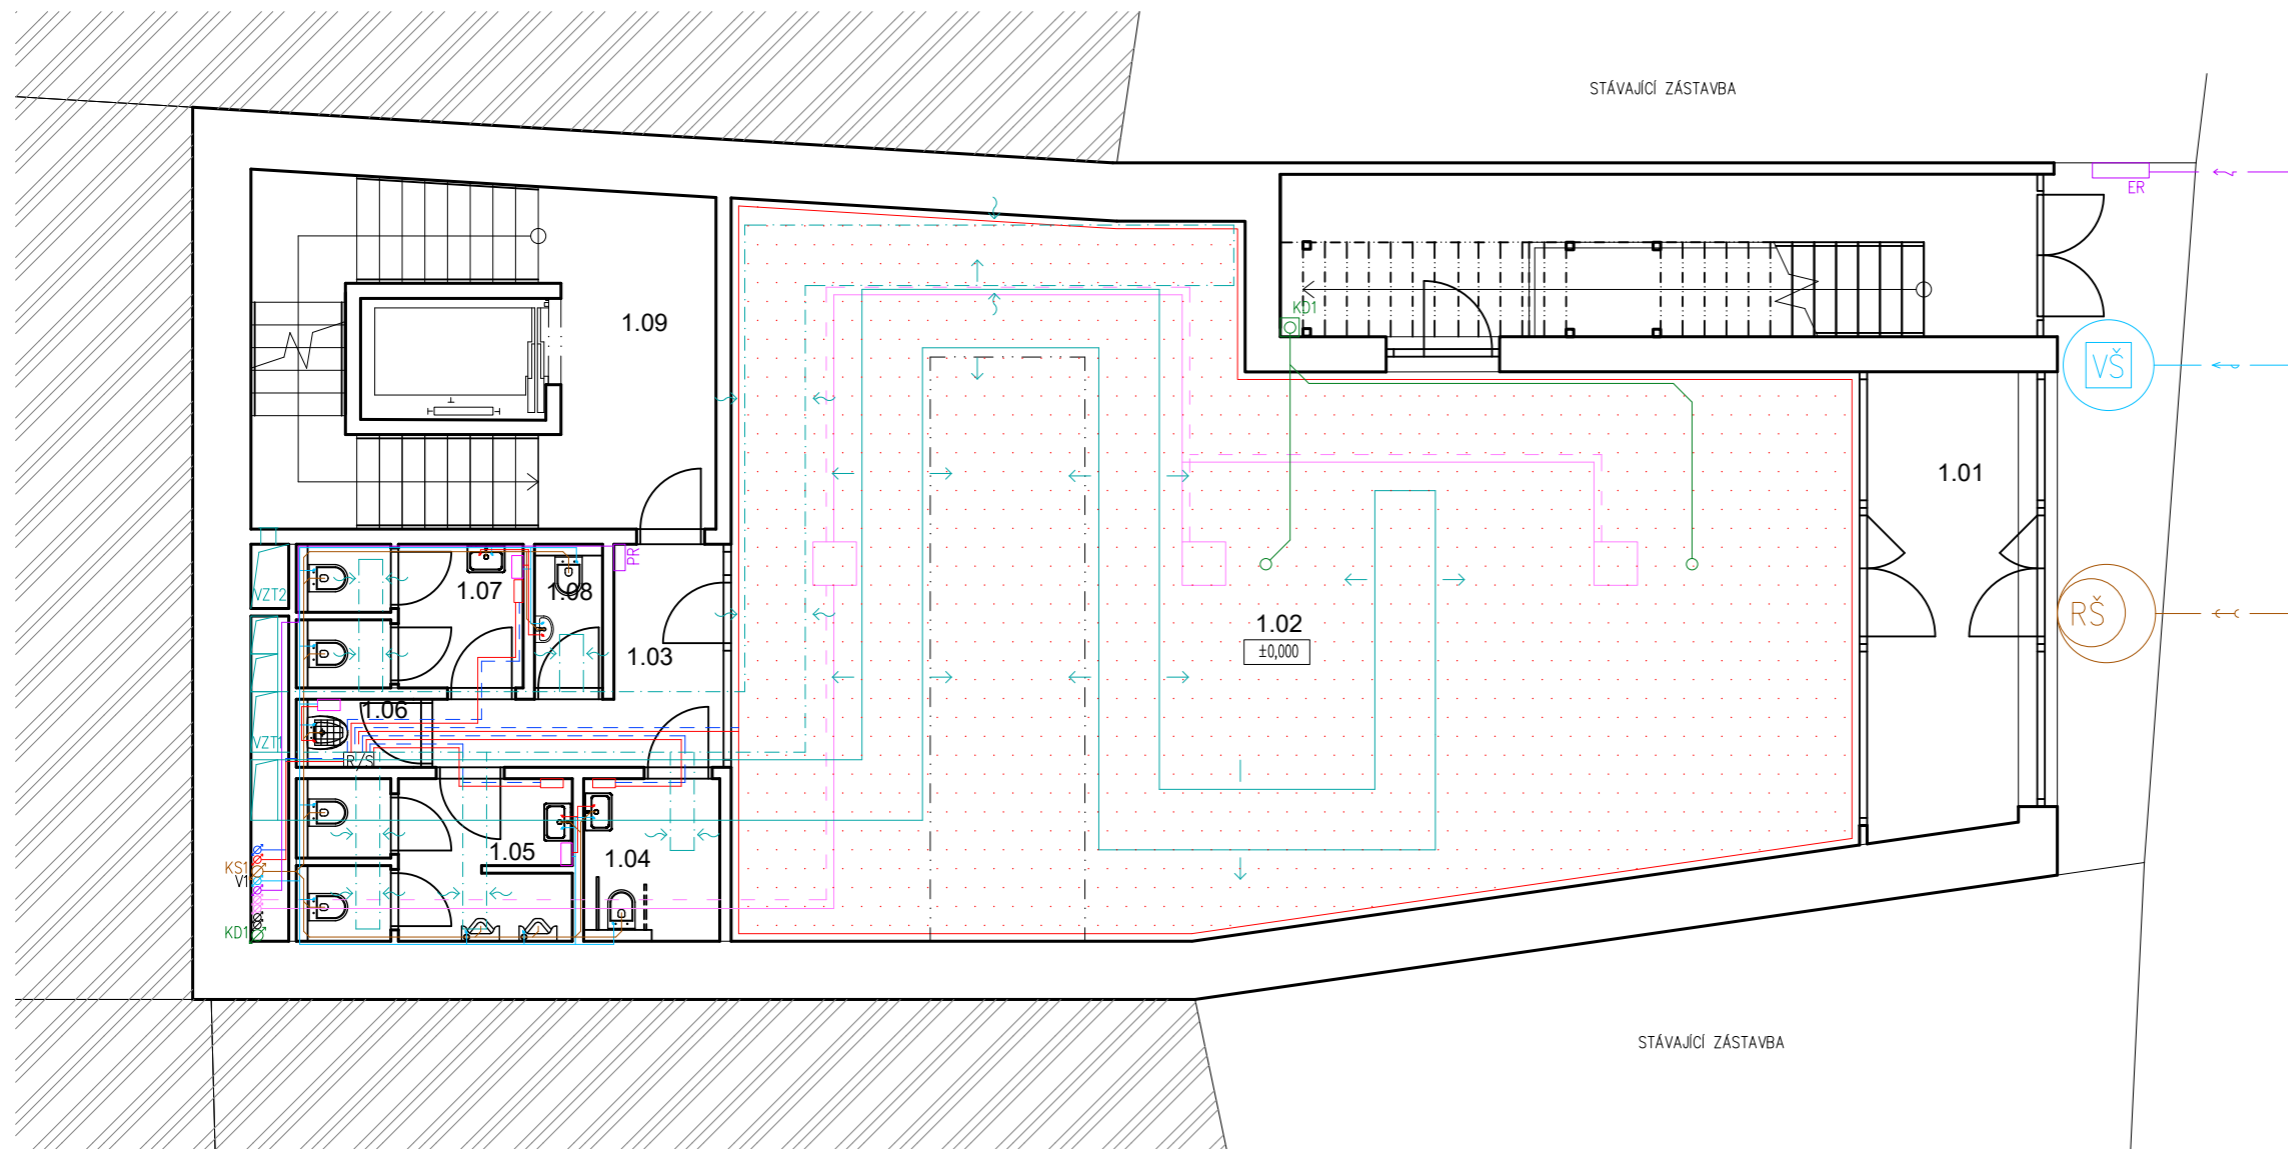 STÁVAJÍCÍ ZÁSTAVBA
ER
KD1
1.09
VŠ
1.01
PR
1.07
1.08
VZT2
RŠ
1.02
±0,000
1.03
1.06
VZT1
R/S
1.05
1.04
KS1
V1
KD1
STÁVAJÍCÍ ZÁSTAVBA